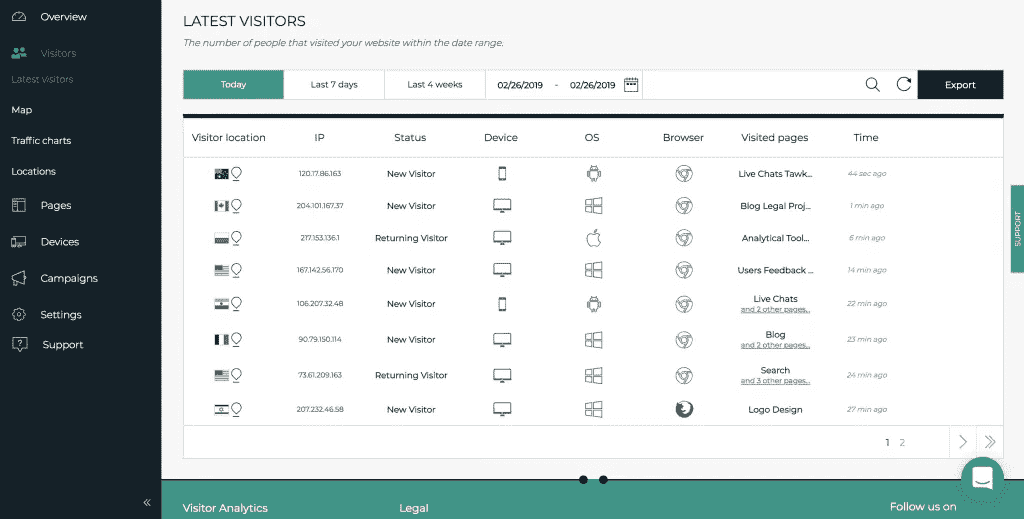 Overview
Visitors
Latest Visitors
Map
Traffic charts
Locations
Pages
Devices
Campaigns
Settings
Support
LATEST VISITORS
The number of people that visited your website within the date range.
Today Last 7 days Last 4 weeks 02/26/2019 - 02/26/2019 Export
Visitor location IP Status Device OS Browser Visited pages Time
120.17.86.163 New Visitor Live Chats Tawk... 44 sec ago
204.101.167.37 New Visitor Blog Legal Proj... 1 min ago
217.153.136.1 Returning Visitor Analytical Tool... 6 min ago
167.142.56.170 New Visitor Users Feedback ... 14 min ago
106.207.32.48 New Visitor Live Chats 22 min ago
and 2 other pages...
90.79.150.114 New Visitor Blog 23 min ago
and 2 other pages...
73.61.209.163 Returning Visitor Search 24 min ago
and 3 other pages...
207.232.46.58 New Visitor Logo Design 27 min ago
1 2
SUPPORT
Visitor Analytics Legal Follow us on